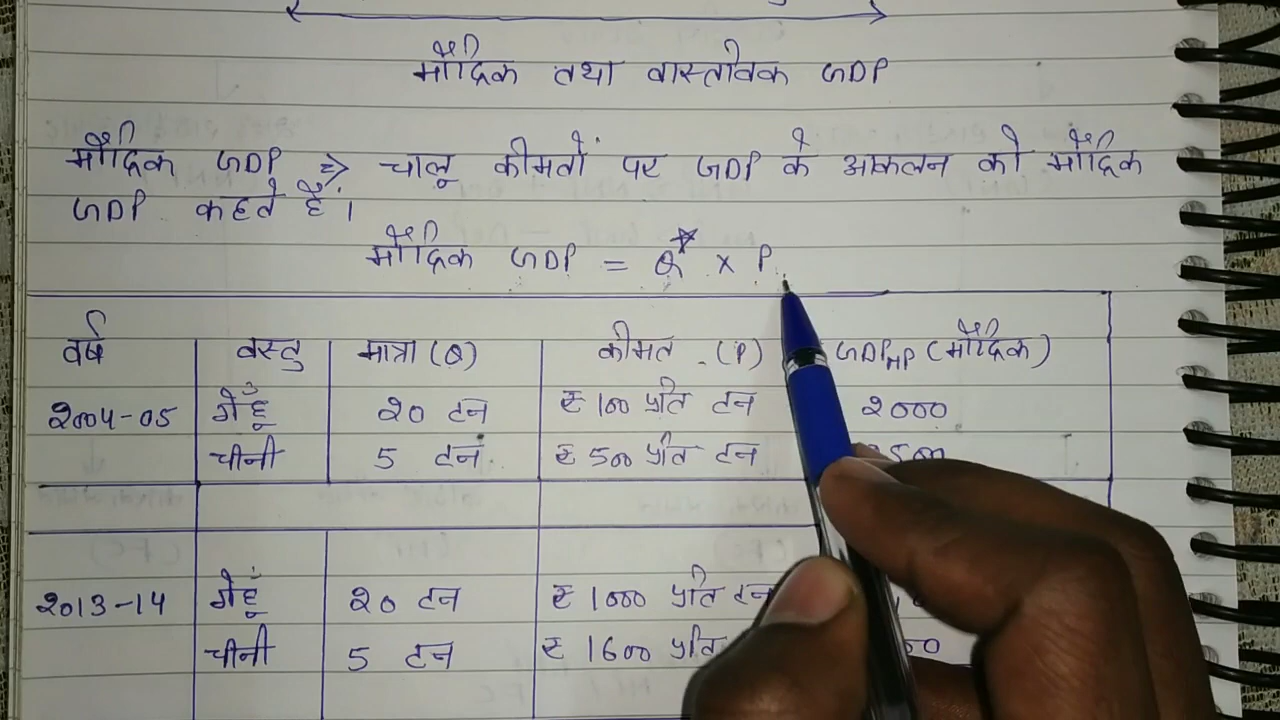 मौद्रिक तथा वास्तविक GDP
मौद्रिक GDP ⇒ चालू कीमतों पर GDP के आकलन को मौद्रिक
GDP कहते हैं।
मौद्रिक GDP = Q* × P
वर्ष वस्तु मात्रा (Q) कीमत (P) GDPMP (मौद्रिक)
2004-05 गेहूँ 20 टन ₹ 100 प्रति टन 2000
चीनी 5 टन ₹ 500 प्रति टन
2013-14 गेहूँ 20 टन ₹ 1000 प्रति टन
चीनी 5 टन ₹ 1600 प्रति